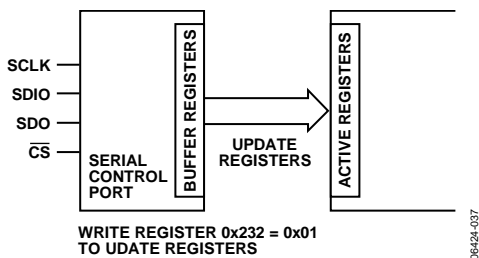 SCLK
SDIO
SDO
CS
SERIAL
CONTROL
PORT
BUFFER REGISTERS
UPDATE
REGISTERS
ACTIVE REGISTERS
WRITE REGISTER 0x232 = 0x01
TO UDATE REGISTERS
06424-037